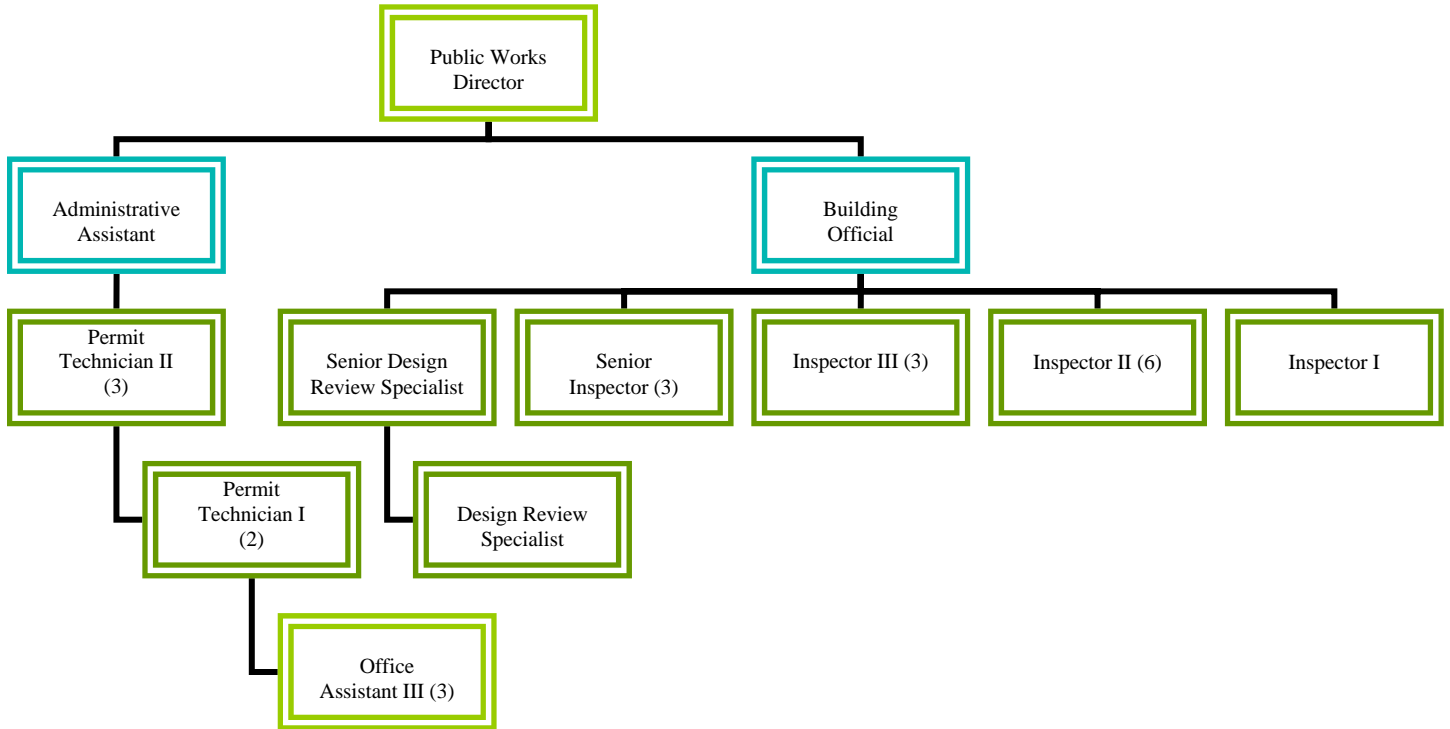 Public Works
Director
Administrative
Assistant
Building
Official
Permit
Technician II
(3)
Senior Design
Review Specialist
Senior
Inspector (3)
Inspector III (3)
Inspector II (6)
Inspector I
Permit
Technician I
(2)
Design Review
Specialist
Office
Assistant III (3)